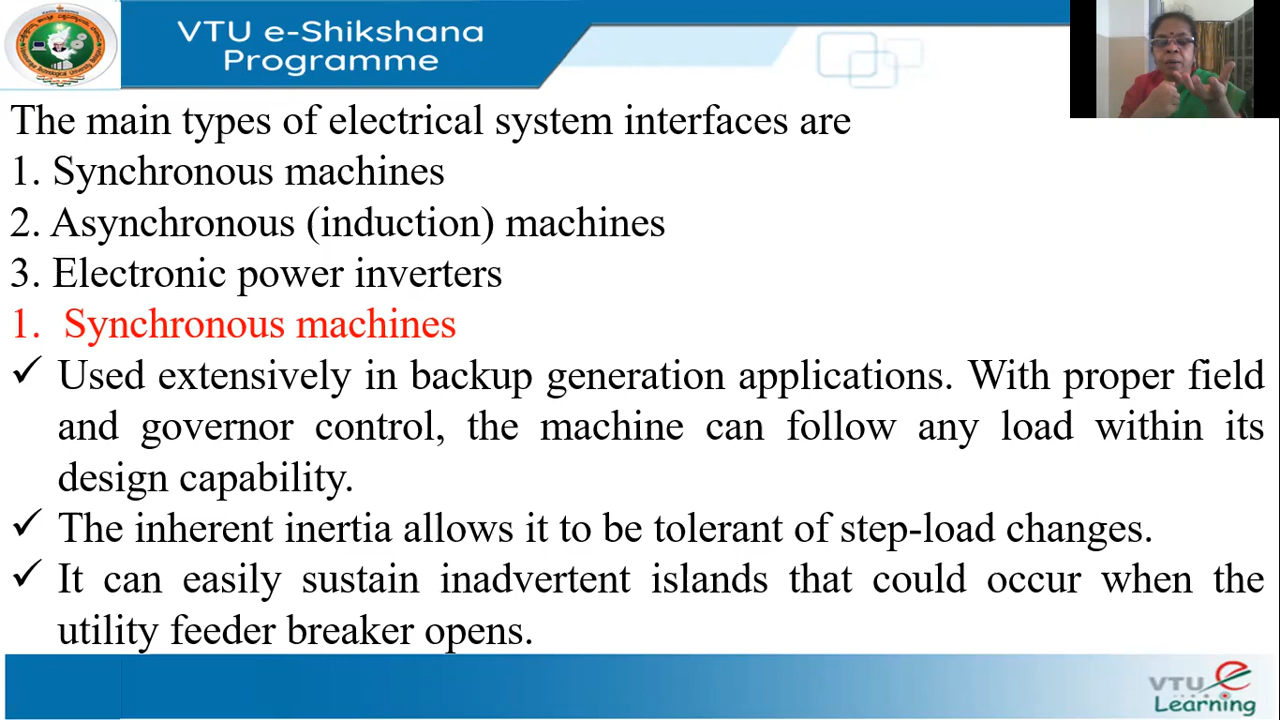 VTU e-Shikshana
Programme
The main types of electrical system interfaces are
1. Synchronous machines
2. Asynchronous (induction) machines
3. Electronic power inverters
1. Synchronous machines
✓ Used extensively in backup generation applications. With proper field
and governor control, the machine can follow any load within its
design capability.
✓ The inherent inertia allows it to be tolerant of step-load changes.
✓ It can easily sustain inadvertent islands that could occur when the
utility feeder breaker opens.
VTU e
Learning